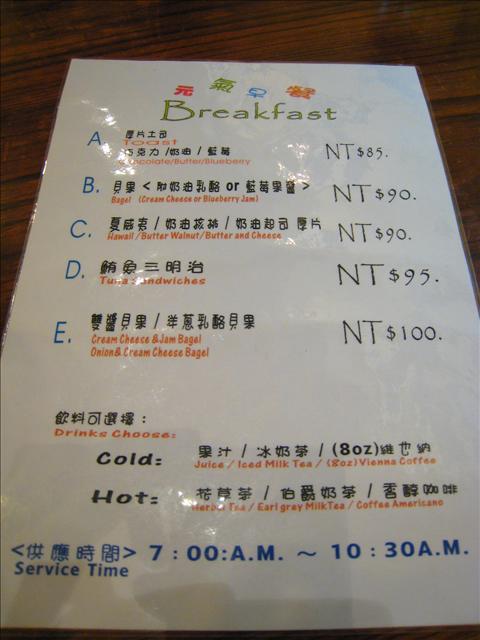 元氣早餐
Breakfast
A. 厚片土司
Toast
巧克力/奶油/藍莓 NT$85.
Chocolate/Butter/Blueberry
B. 貝果<附奶油乳酪 or 藍莓果醬> NT$90.
Bagel (Cream Cheese or Blueberry Jam)
C. 夏威夷/奶油核桃/奶油起司 厚片 NT$90.
Hawaii/Butter Walnut/Butter and Cheese
D. 鮪魚三明治 NT$95.
Tuna Sandwiches
E. 雙醬貝果/洋蔥乳酪貝果 NT$100.
Cream Cheese &Jam Bagel
Onion& Cream Cheese Bagel
飲料可選擇：
Drinks Choose:
Cold: 果汁/冰奶茶/(8oz)維也納
Juice/Iced Milk Tea/(8oz)Vienna Coffee
Hot: 花草茶/伯爵奶茶/香醇咖啡
Herbal Tea/Earl grey MilkTea/Coffee Americano
<供應時間> 7：00:A.M. ～ 10：30A.M.
Service Time